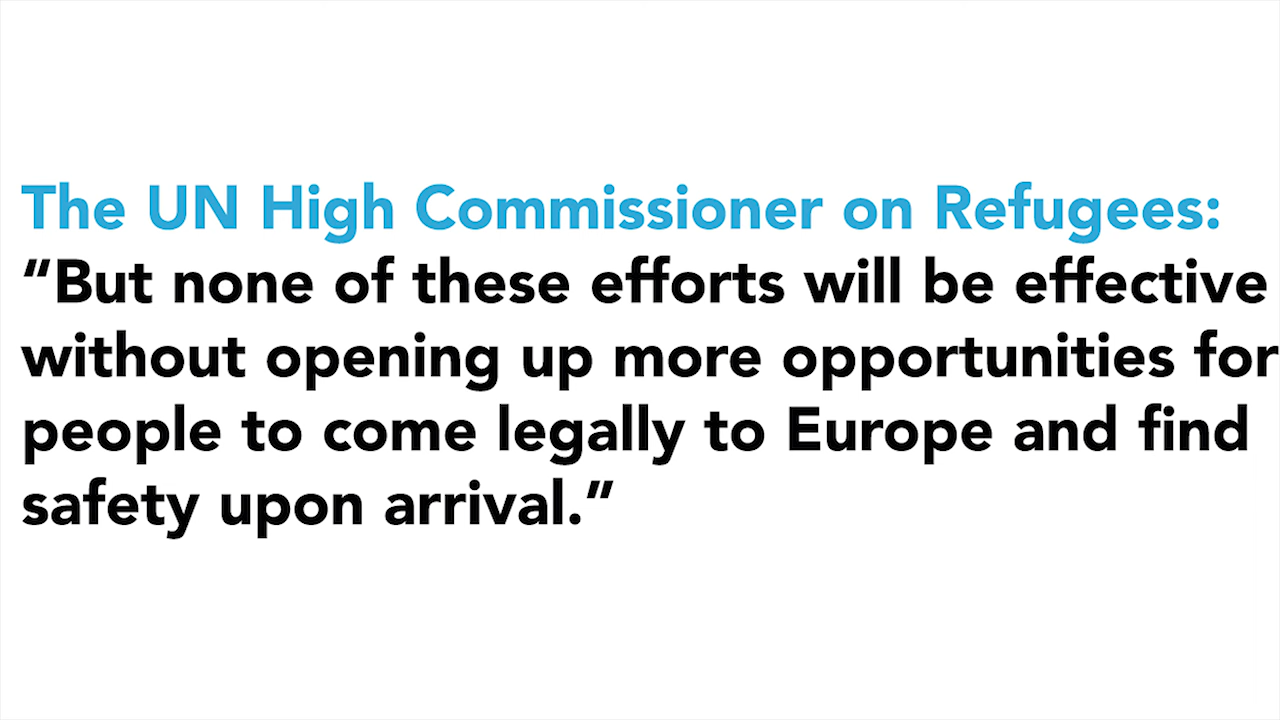 The UN High Commissioner on Refugees:
“But none of these efforts will be effective
without opening up more opportunities for
people to come legally to Europe and find
safety upon arrival.”